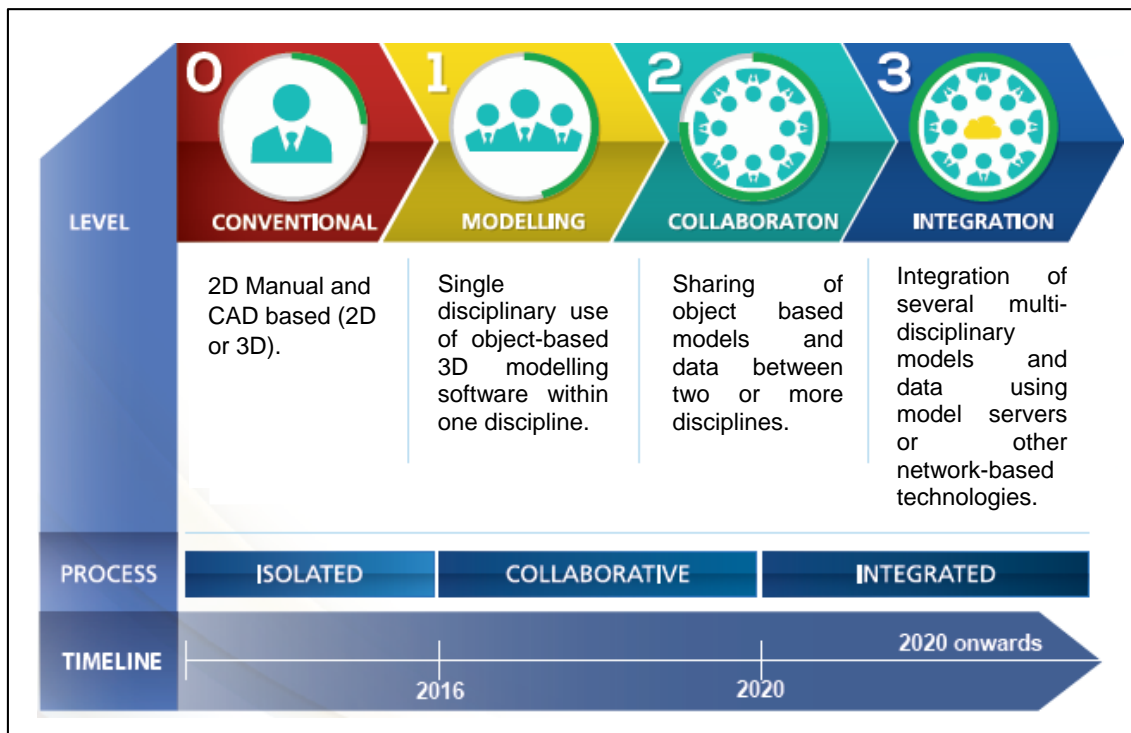 0
1
2
3
LEVEL
CONVENTIONAL
MODELLING
COLLABORATON
INTEGRATION
2D Manual and
CAD based (2D
or 3D).
Single
disciplinary use
of object-based
3D modelling
software within
one discipline.
Sharing of
object based
models and
data between
two or more
disciplines.
Integration of
several multi-
disciplinary
models and
data using
model servers
or other
network-based
technologies.
PROCESS
ISOLATED
COLLABORATIVE
INTEGRATED
TIMELINE
2016
2020
2020 onwards